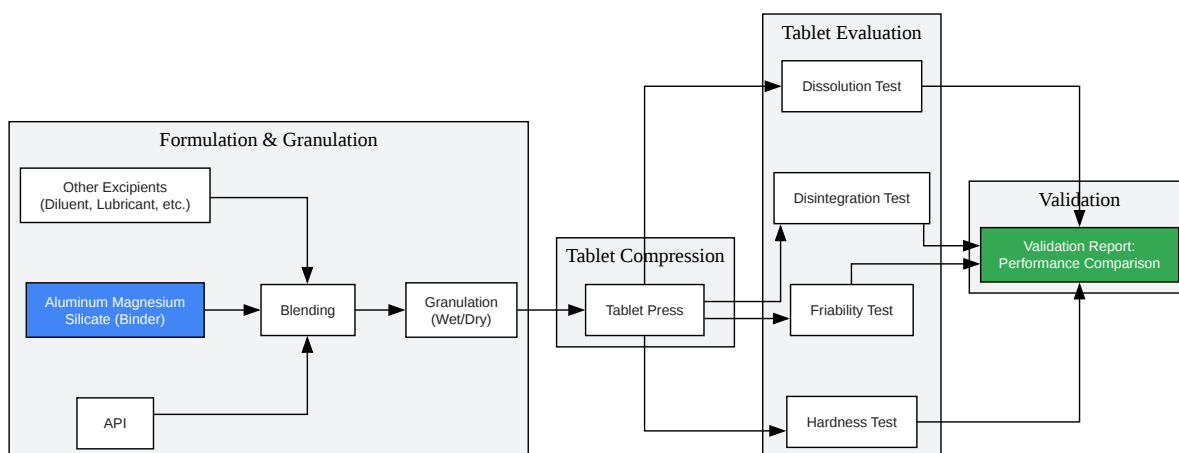 Formulation & Granulation
Other Excipients
(Diluent, Lubricant, etc.)
Aluminum Magnesium
Silicate (Binder)
API
Blending
Granulation
(Wet/Dry)
Tablet Compression
Tablet Press
Tablet Evaluation
Dissolution Test
Disintegration Test
Friability Test
Hardness Test
Validation
Validation Report:
Performance Comparison